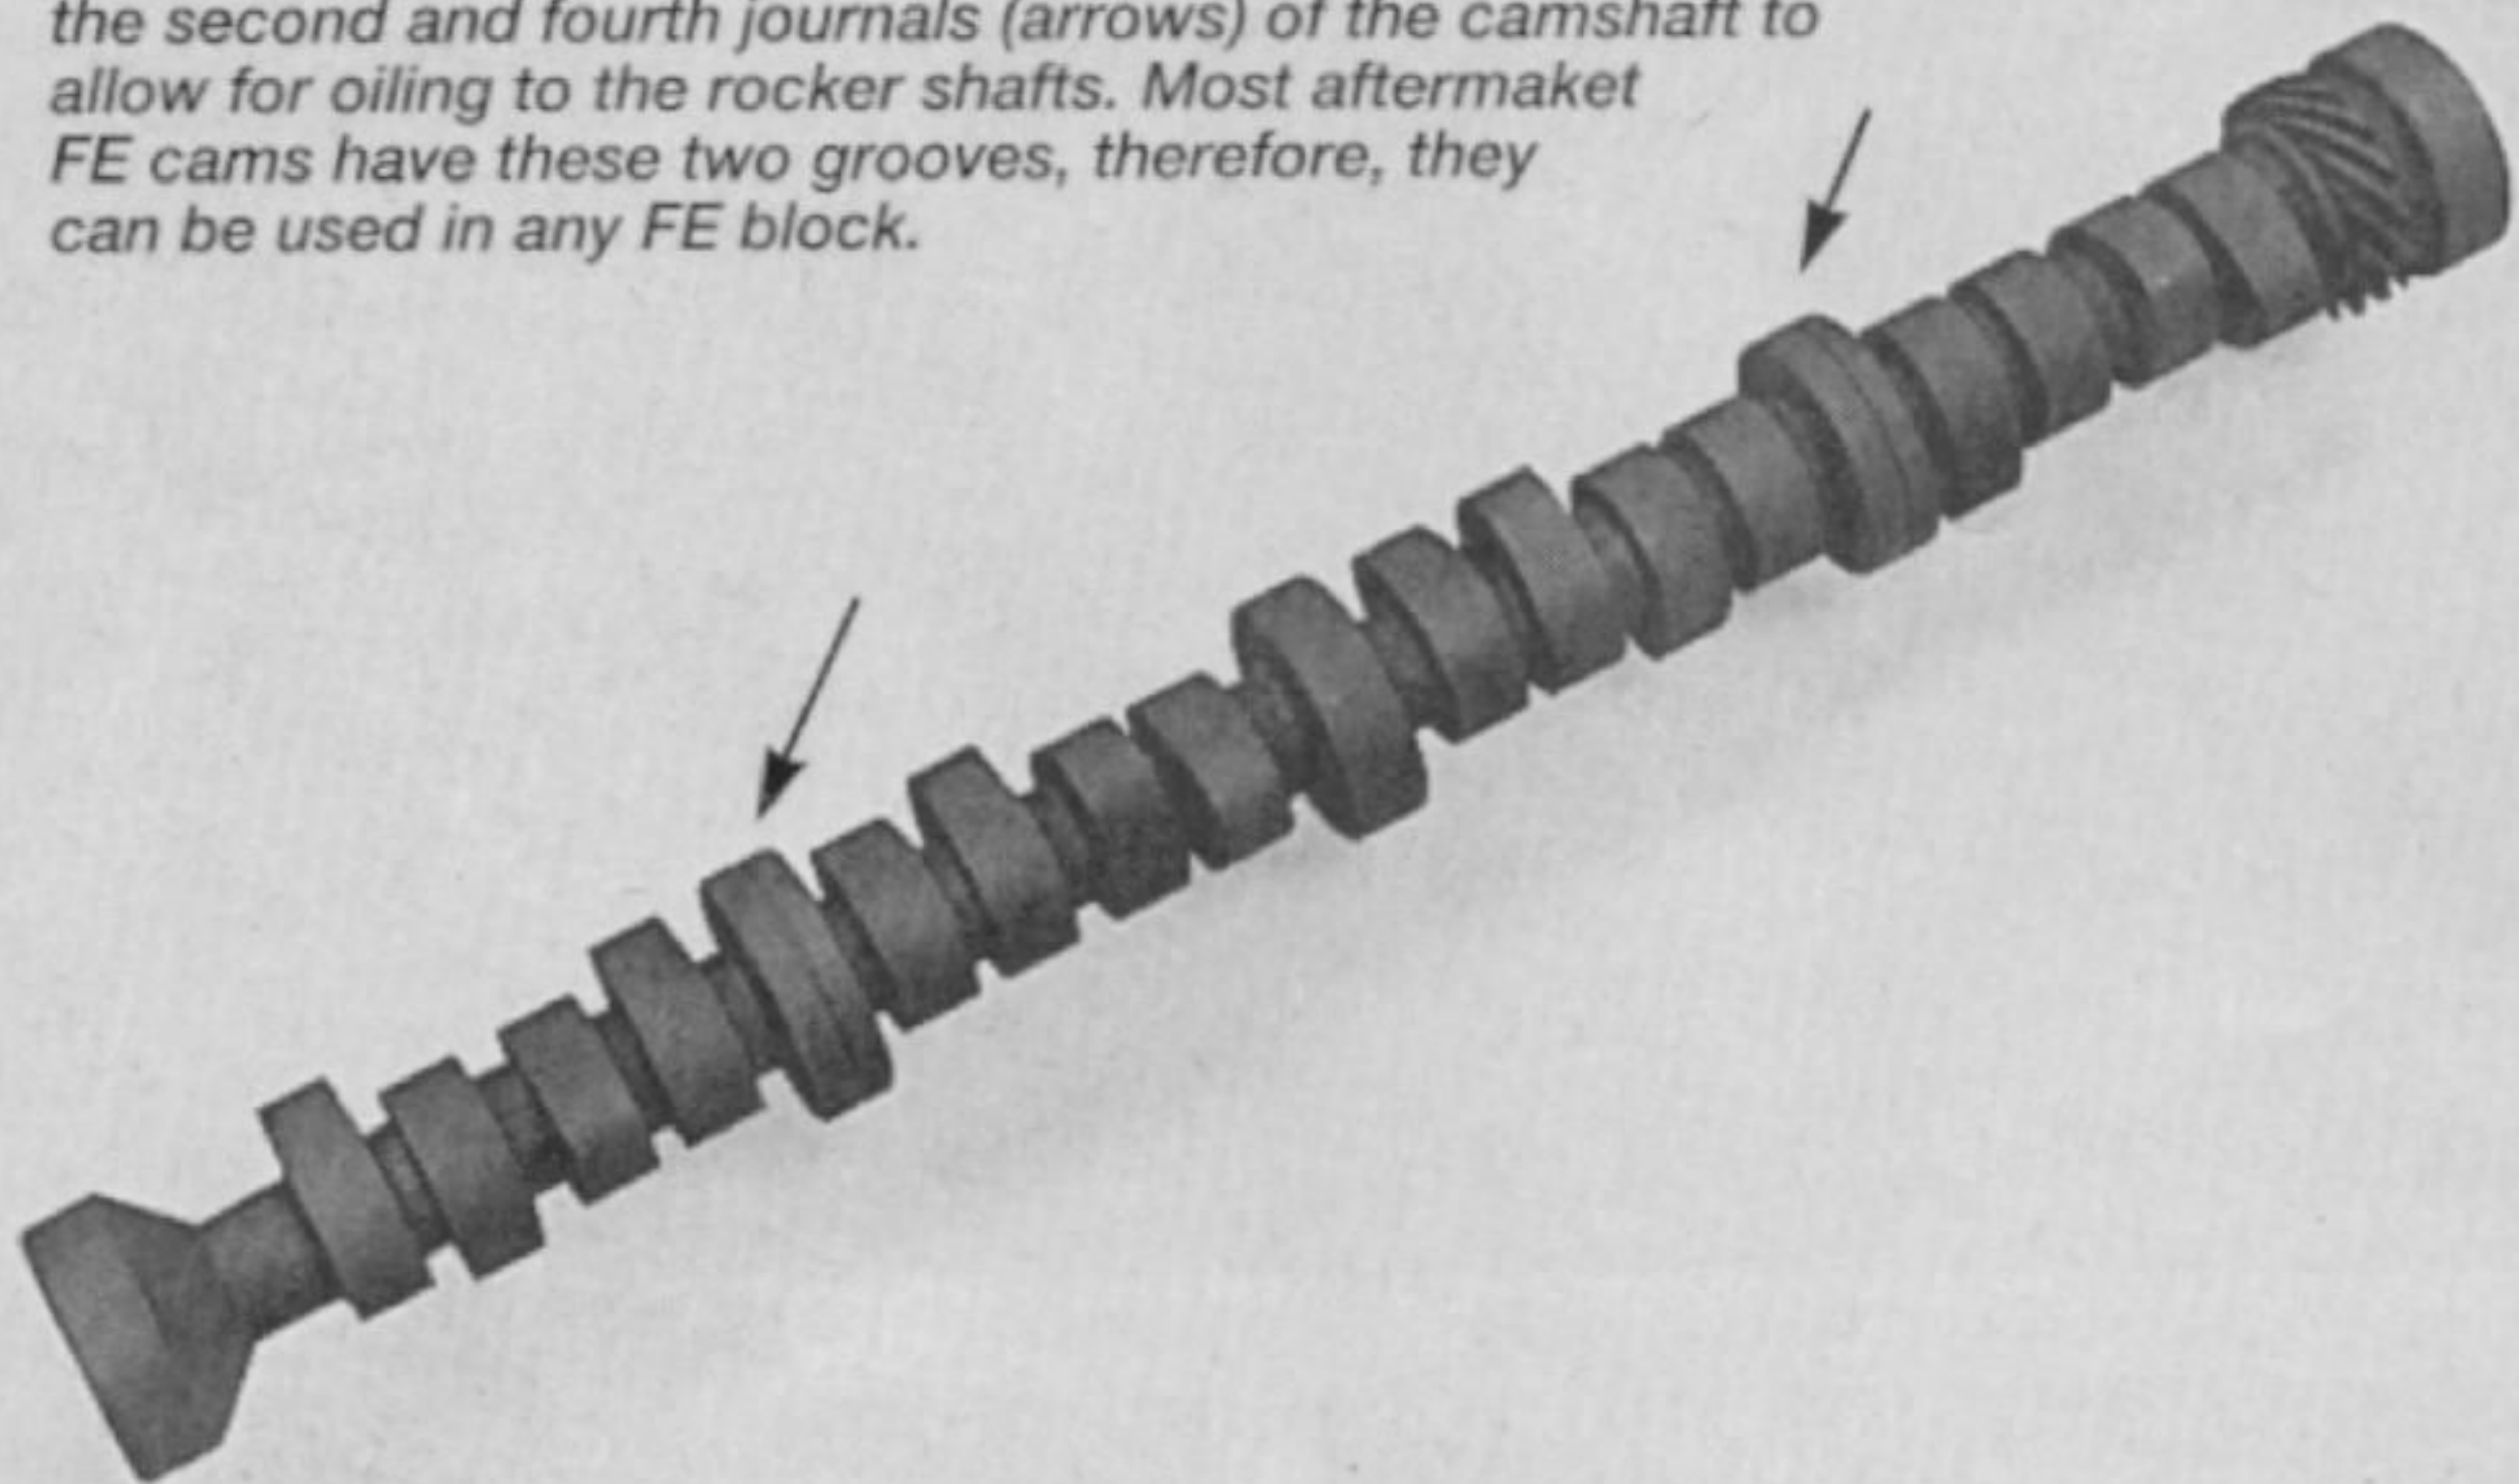 the second and fourth journals (arrows) of the camshaft to
allow for oiling to the rocker shafts. Most aftermaket
FE cams have these two grooves, therefore, they
can be used in any FE block.